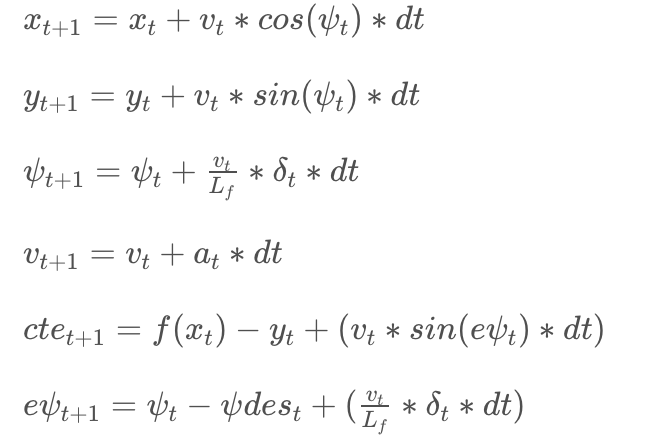 x_{t+1} = x_t + v_t * cos(ψ_t) * dt
y_{t+1} = y_t + v_t * sin(ψ_t) * dt
ψ_{t+1} = ψ_t + \frac{v_t}{L_f} * δ_t * dt
v_{t+1} = v_t + a_t * dt
cte_{t+1} = f(x_t) − y_t + (v_t * sin(eψ_t) * dt)
eψ_{t+1} = ψ_t − ψdes_t + (\frac{v_t}{L_f} * δ_t * dt)